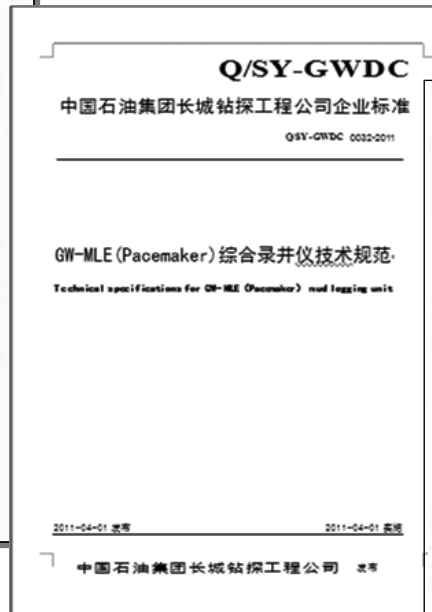 Q/SY-GWDC
中国石油集团长城钻探工程公司企业标准
QSY-GWDC 0032-2011
GW-MLE(Pacemaker)综合录井仪技术规范
Technical specifications for GW-MLE (Pacemaker) mud logging unit
2011-04-01 发布
2011-04-01 实施
中国石油集团长城钻探工程公司 发布